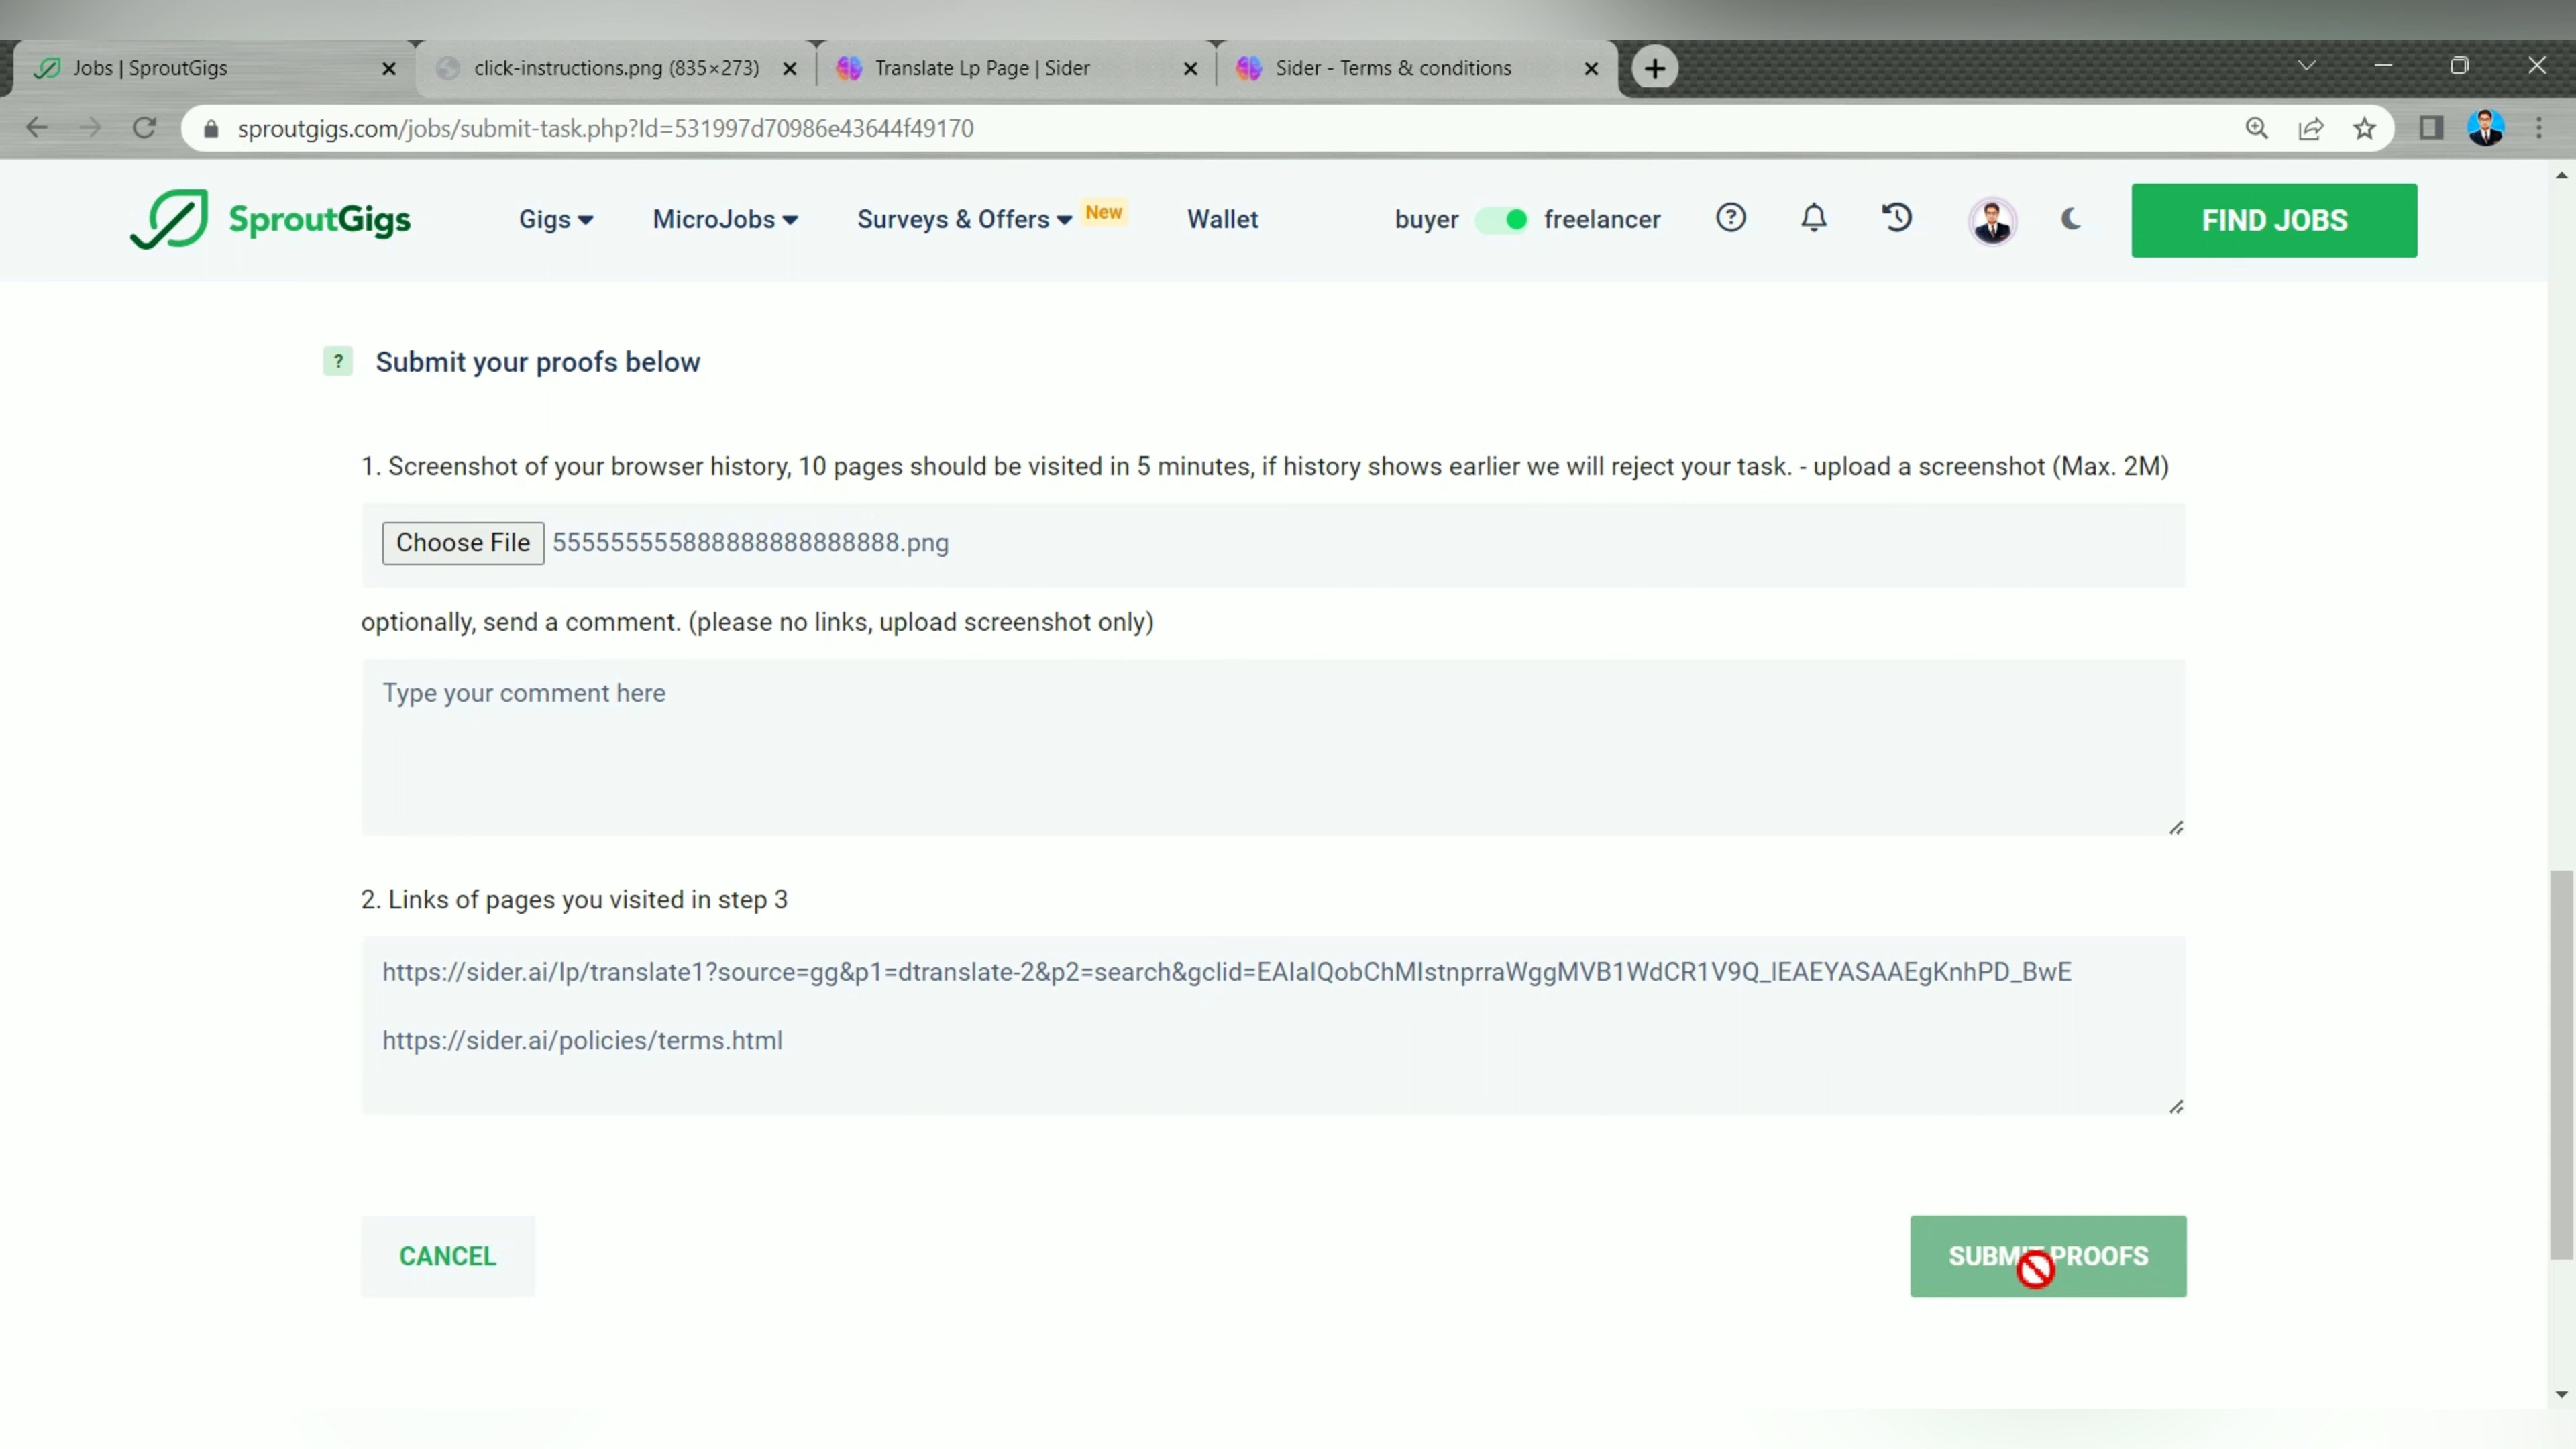 Jobs | SproutGigs
click-instructions.png (835×273)
Translate Lp Page | Sider
Sider - Terms & conditions
sproutgigs.com/jobs/submit-task.php?Id=531997d70986e43644f49170
SproutGigs
Gigs
MicroJobs
Surveys & Offers
New
Wallet
buyer
freelancer
FIND JOBS
? Submit your proofs below
1. Screenshot of your browser history, 10 pages should be visited in 5 minutes, if history shows earlier we will reject your task. - upload a screenshot (Max. 2M)
Choose File 555555555888888888888888.png
optionally, send a comment. (please no links, upload screenshot only)
Type your comment here
2. Links of pages you visited in step 3
https://sider.ai/lp/translate1?source=gg&p1=dtranslate-2&p2=search&gclid=EAIaIQobChMIstnprraWggMVB1WdCR1V9Q_IEAEYASAAEgKnhPD_BwE
https://sider.ai/policies/terms.html
CANCEL
SUBMIT PROOFS